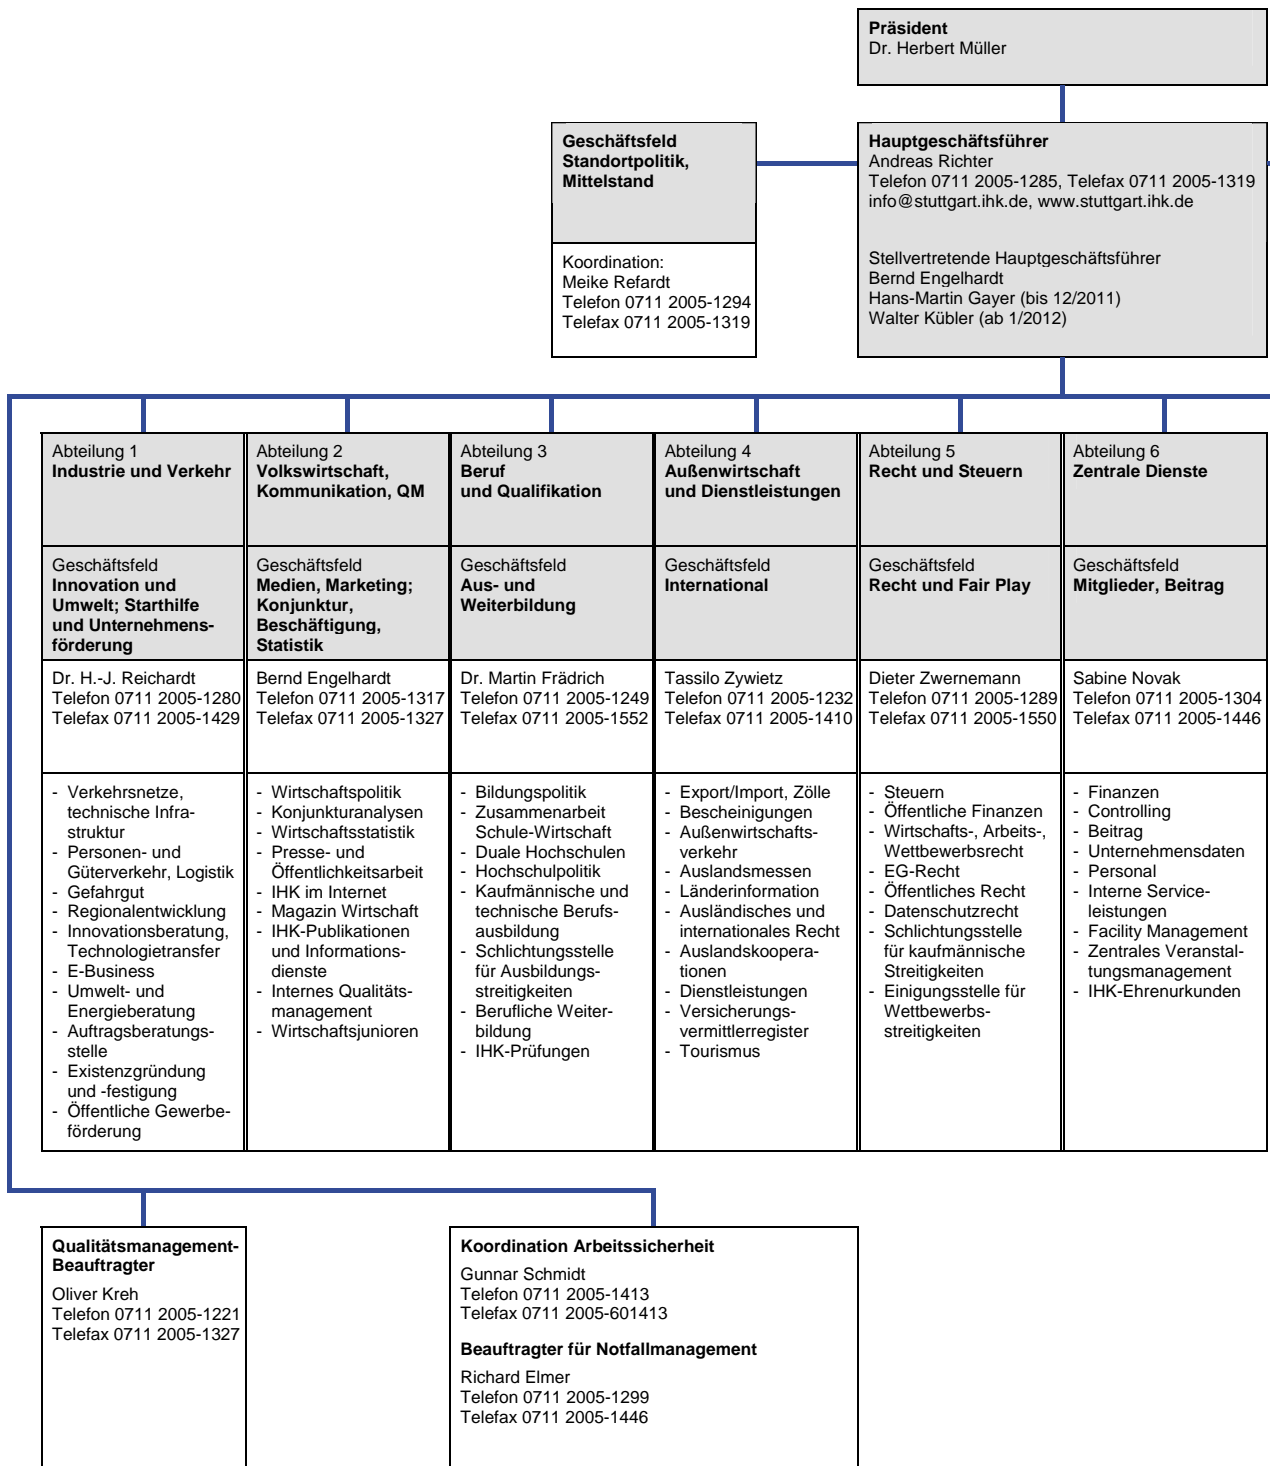 Präsident
Dr. Herbert Müller
Geschäftsfeld
Standortpolitik,
Mittelstand
Koordination:
Meike Refardt
Telefon 0711 2005-1294
Telefax 0711 2005-1319
Hauptgeschäftsführer
Andreas Richter
Telefon 0711 2005-1285, Telefax 0711 2005-1319
info@stuttgart.ihk.de, www.stuttgart.ihk.de
Stellvertretende Hauptgeschäftsführer
Bernd Engelhardt
Hans-Martin Gayer (bis 12/2011)
Walter Kübler (ab 1/2012)
Abteilung 1
Industrie und Verkehr
Geschäftsfeld
Innovation und
Umwelt; Starthilfe
und Unternehmens-
förderung
Dr. H.-J. Reichardt
Telefon 0711 2005-1280
Telefax 0711 2005-1429
- Verkehrsnetze,
technische Infra-
struktur
- Personen- und
Güterverkehr, Logistik
- Gefahrgut
- Regionalentwicklung
- Innovationsberatung,
Technologietransfer
- E-Business
- Umwelt- und
Energieberatung
- Auftragsberatungs-
stelle
- Existenzgründung
und -festigung
- Öffentliche Gewerbe-
förderung
Abteilung 2
Volkswirtschaft,
Kommunikation, QM
Geschäftsfeld
Medien, Marketing;
Konjunktur,
Beschäftigung,
Statistik
Bernd Engelhardt
Telefon 0711 2005-1317
Telefax 0711 2005-1327
- Wirtschaftspolitik
- Konjunkturanalysen
- Wirtschaftsstatistik
- Presse- und
Öffentlichkeitsarbeit
- IHK im Internet
- Magazin Wirtschaft
- IHK-Publikationen
und Informations-
dienste
- Internes Qualitäts-
management
- Wirtschaftsjunioren
Abteilung 3
Beruf
und Qualifikation
Geschäftsfeld
Aus- und
Weiterbildung
Dr. Martin Frädrich
Telefon 0711 2005-1249
Telefax 0711 2005-1552
- Bildungspolitik
- Zusammenarbeit
Schule-Wirtschaft
- Duale Hochschulen
- Hochschulpolitik
- Kaufmännische und
technische Berufs-
ausbildung
- Schlichtungsstelle
für Ausbildungs-
streitigkeiten
- Berufliche Weiter-
bildung
- IHK-Prüfungen
Abteilung 4
Außenwirtschaft
und Dienstleistungen
Geschäftsfeld
International
Tassilo Zywietz
Telefon 0711 2005-1232
Telefax 0711 2005-1410
- Export/Import, Zölle
- Bescheinigungen
- Außenwirtschafts-
verkehr
- Auslandsmessen
- Länderinformation
- Ausländisches und
internationales Recht
- Auslandskoopera-
tionen
- Dienstleistungen
- Versicherungs-
vermittlerregister
- Tourismus
Abteilung 5
Recht und Steuern
Geschäftsfeld
Recht und Fair Play
Dieter Zwernemann
Telefon 0711 2005-1289
Telefax 0711 2005-1550
- Steuern
- Öffentliche Finanzen
- Wirtschafts-, Arbeits-,
Wettbewerbsrecht
- EG-Recht
- Öffentliches Recht
- Datenschutzrecht
- Schlichtungsstelle
für kaufmännische
Streitigkeiten
- Einigungsstelle für
Wettbewerbs-
streitigkeiten
Abteilung 6
Zentrale Dienste
Geschäftsfeld
Mitglieder, Beitrag
Sabine Novak
Telefon 0711 2005-1304
Telefax 0711 2005-1446
- Finanzen
- Controlling
- Beitrag
- Unternehmensdaten
- Personal
- Interne Service-
leistungen
- Facility Management
- Zentrales Veranstal-
tungsmanagement
- IHK-Ehrenurkunden
Qualitätsmanagement-
Beauftragter
Oliver Kreh
Telefon 0711 2005-1221
Telefax 0711 2005-1327
Koordination Arbeitssicherheit
Gunnar Schmidt
Telefon 0711 2005-1413
Telefax 0711 2005-601413
Beauftragter für Notfallmanagement
Richard Elmer
Telefon 0711 2005-1299
Telefax 0711 2005-1446